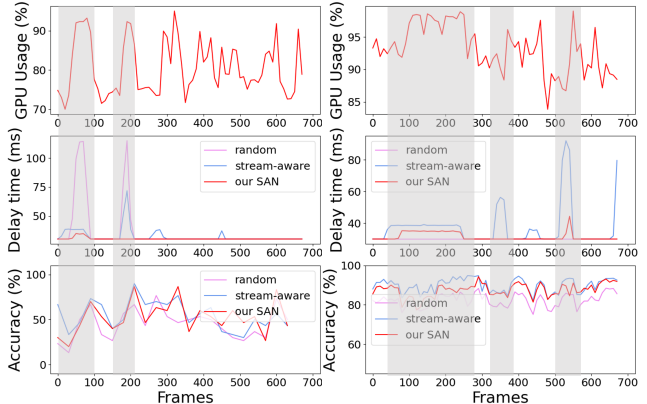 GPU Usage (%)
90
80
70
0 100 200 300 400 500 600 700
GPU Usage (%)
95
90
85
0 100 200 300 400 500 600 700
Delay time (ms)
100
75
50
random
stream-aware
our SAN
0 100 200 300 400 500 600 700
Delay time (ms)
80
60
40
random
stream-aware
our SAN
0 100 200 300 400 500 600 700
Accuracy (%)
100
50
0
random
stream-aware
our SAN
0 100 200 300 400 500 600 700
Frames
Accuracy (%)
100
80
60
random
stream-aware
our SAN
0 100 200 300 400 500 600 700
Frames